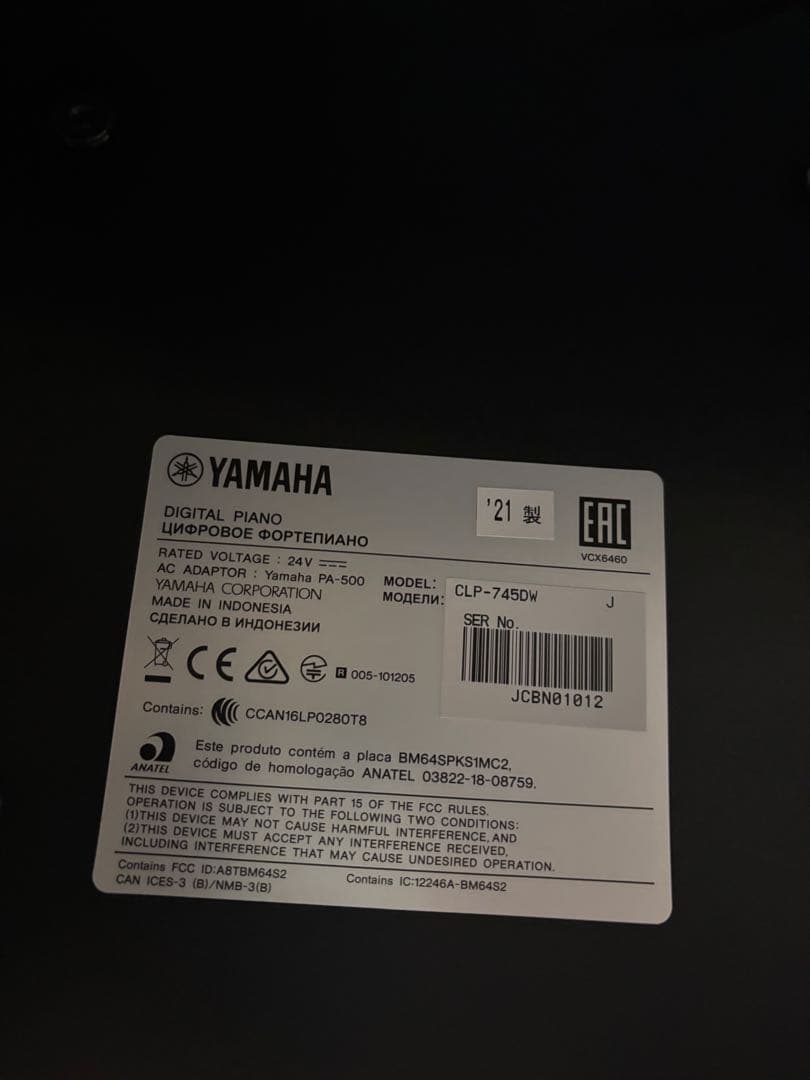 YAMAHA
'21 製
EAC
VCX6460
DIGITAL PIANO
ЦИФРОВОЕ ФОРТЕПИАНО
RATED VOLTAGE : 24V
AC ADAPTOR : Yamaha PA-500
YAMAHA CORPORATION
MADE IN INDONESIA
СДЕЛАНО В ИНДОНЕЗИИ
MODEL:
МОДЕЛИ:
CLP-745DW J
SER No.
JCBN01012
CE
R 005-101205
Contains: CCAN16LP0280T8
ANATEL
Este produto contém a placa BM64SPKS1MC2,
código de homologação ANATEL 03822-18-08759.
THIS DEVICE COMPLIES WITH PART 15 OF THE FCC RULES.
OPERATION IS SUBJECT TO THE FOLLOWING TWO CONDITIONS:
(1)THIS DEVICE MAY NOT CAUSE HARMFUL INTERFERENCE, AND
(2)THIS DEVICE MUST ACCEPT ANY INTERFERENCE RECEIVED,
INCLUDING INTERFERENCE THAT MAY CAUSE UNDESIRED OPERATION.
Contains FCC ID:A8TBM64S2
Contains IC:12246A-BM64S2
CAN ICES-3 (B)/NMB-3(B)